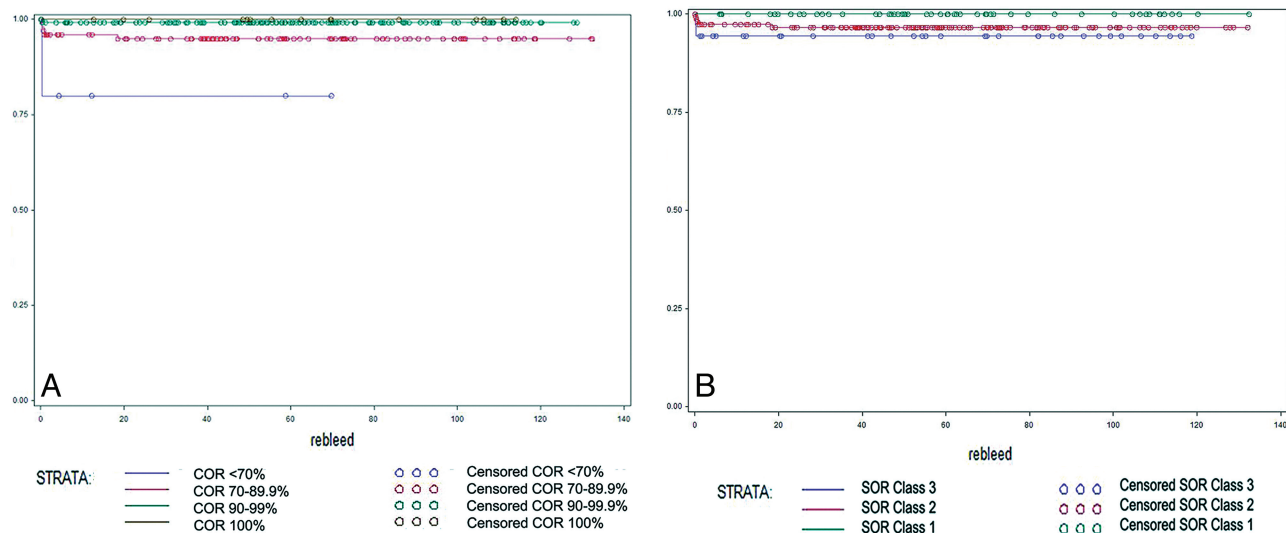 1.00
0.75
0.50
0.25
0.00
A
0 20 40 60 80 100 120 140
rebleed
STRATA:
COR <70%
COR 70-89.9%
COR 90-99%
COR 100%
Censored COR <70%
Censored COR 70-89.9%
Censored COR 90-99.9%
Censored COR 100%
1.00
0.75
0.50
0.25
0.00
B
0 20 40 60 80 100 120 140
rebleed
STRATA:
SOR Class 3
SOR Class 2
SOR Class 1
Censored SOR Class 3
Censored SOR Class 2
Censored SOR Class 1